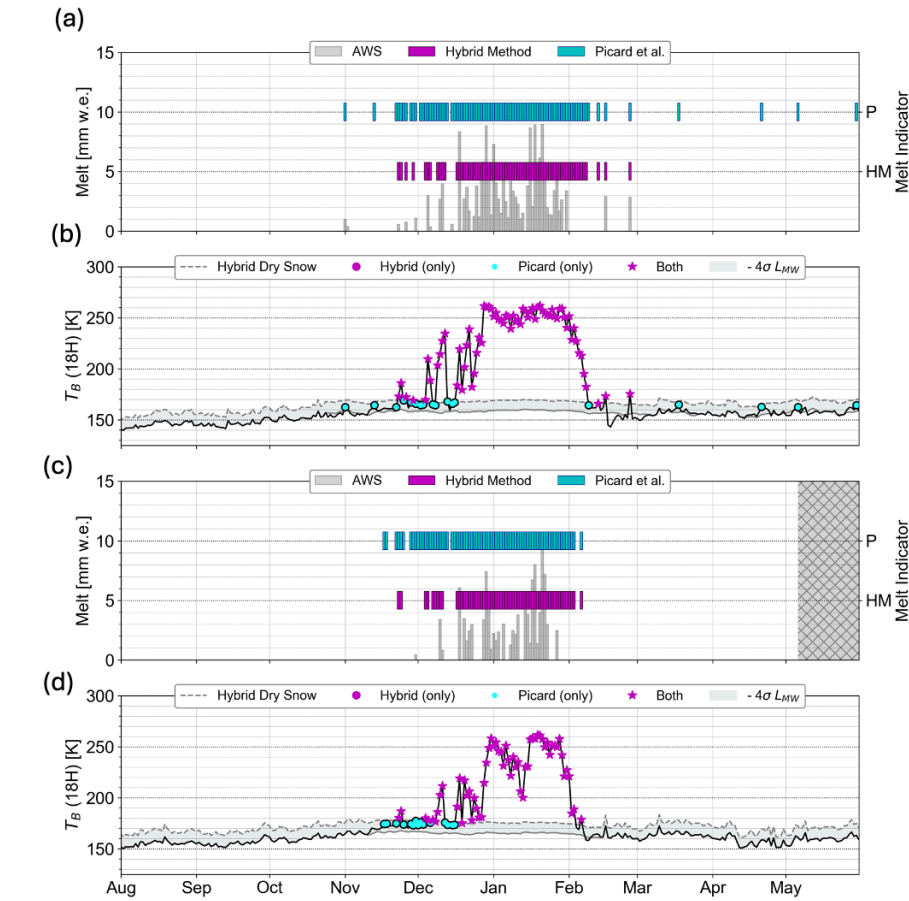 (a)
AWS Hybrid Method Picard et al.
15
10
5
0
Melt [mm w.e.]
P
HM
Melt Indicator
(b)
Hybrid Dry Snow Hybrid (only) Picard (only) Both - 4σ L_MW
300
250
200
150
T_B (18H) [K]
(c)
AWS Hybrid Method Picard et al.
15
10
5
0
Melt [mm w.e.]
P
HM
Melt Indicator
(d)
Hybrid Dry Snow Hybrid (only) Picard (only) Both - 4σ L_MW
300
250
200
150
T_B (18H) [K]
Aug Sep Oct Nov Dec Jan Feb Mar Apr May